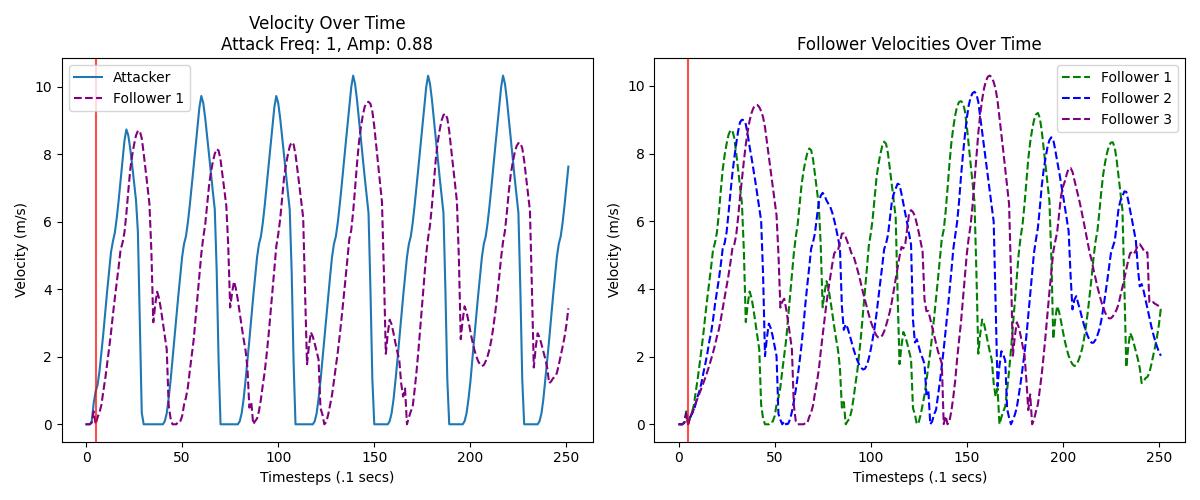 Velocity Over Time
Attack Freq: 1, Amp: 0.88
Attacker
Follower 1
10
8
6
4
2
0
Velocity (m/s)
0 50 100 150 200 250
Timesteps (.1 secs)
Follower Velocities Over Time
Follower 1
Follower 2
Follower 3
10
8
6
4
2
0
Velocity (m/s)
0 50 100 150 200 250
Timesteps (.1 secs)